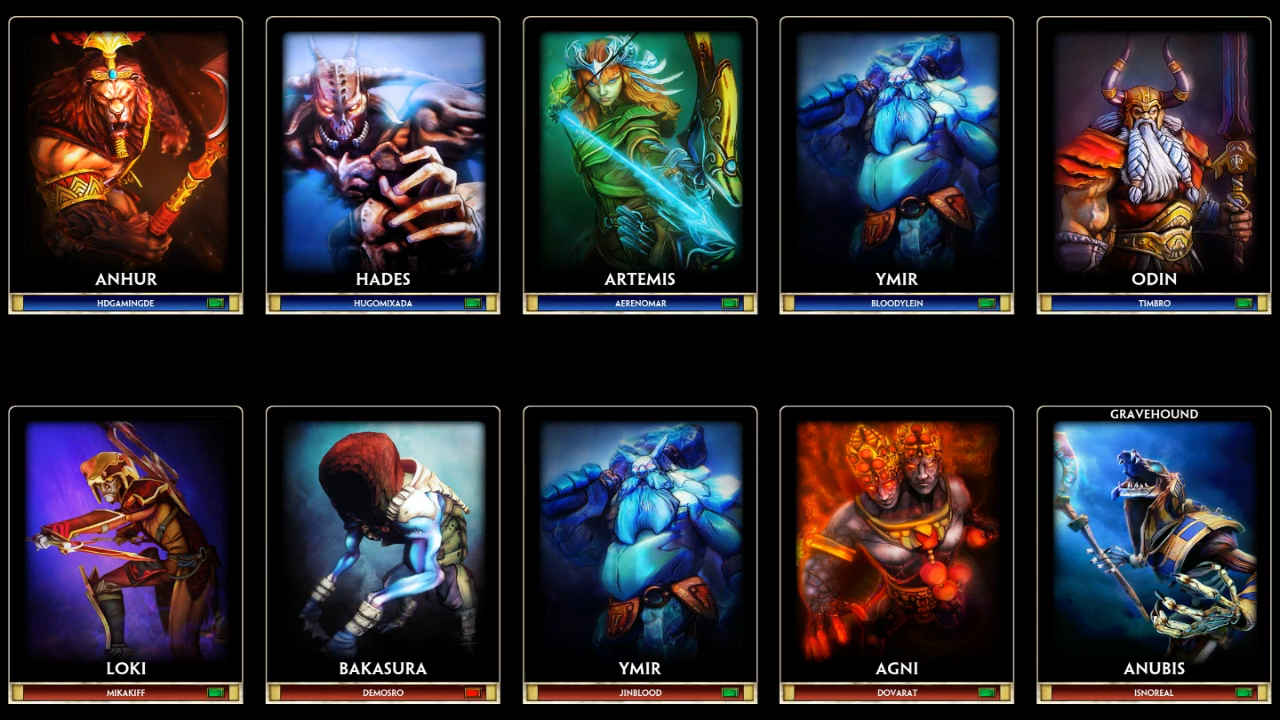 ANHUR
HDGAMINGDE
HADES
HUGOMIXADA
ARTEMIS
AERENOMAR
YMIR
BLOODYLEIN
ODIN
TIMBRO
LOKI
MIKAKIFF
BAKASURA
DEMOSRO
YMIR
JINBLOOD
AGNI
DOVARAT
GRAVEHOUND
ANUBIS
ISNOREAL